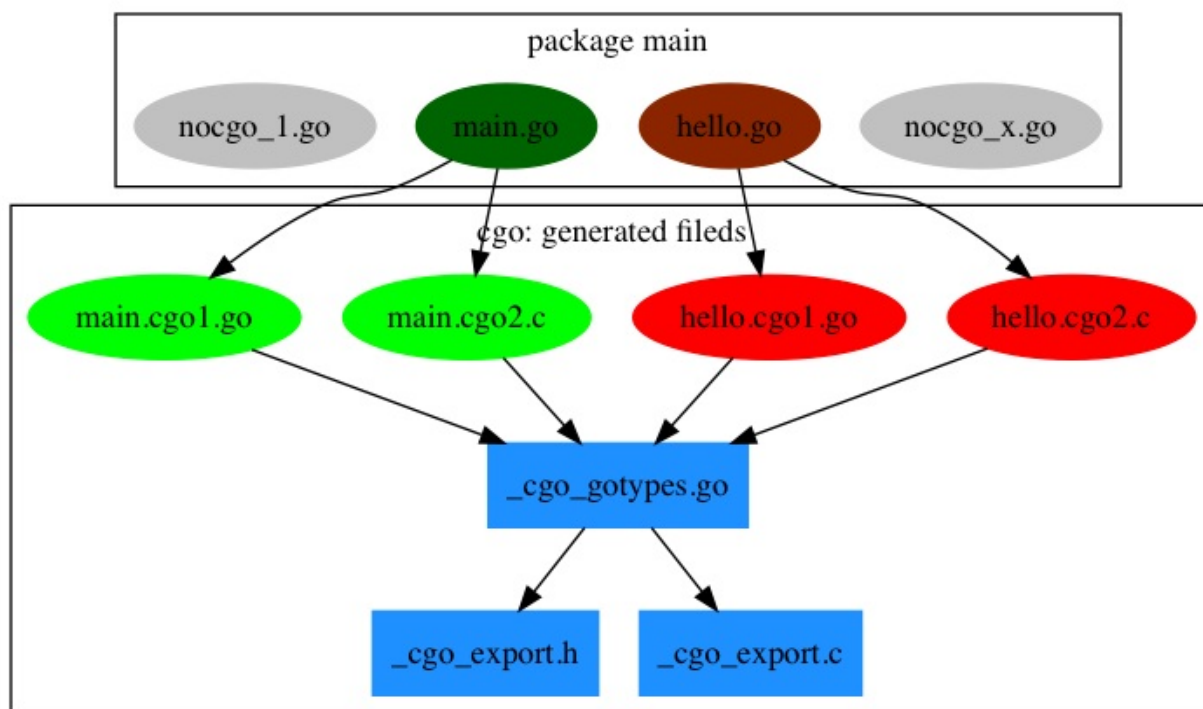 package main
nocgo_1.go
main.go
hello.go
nocgo_x.go
cgo: generated fileds
main.cgo1.go
main.cgo2.c
hello.cgo1.go
hello.cgo2.c
_cgo_gotypes.go
_cgo_export.h
_cgo_export.c